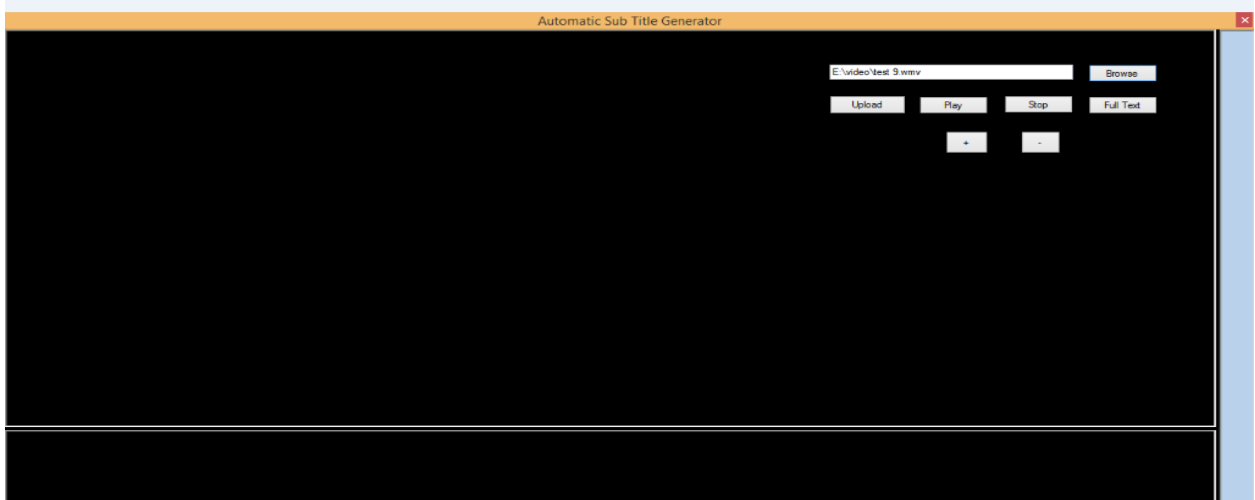 Automatic Sub Title Generator
E:\video\test 9.wmv Browse
Upload Play Stop Full Text
+ -